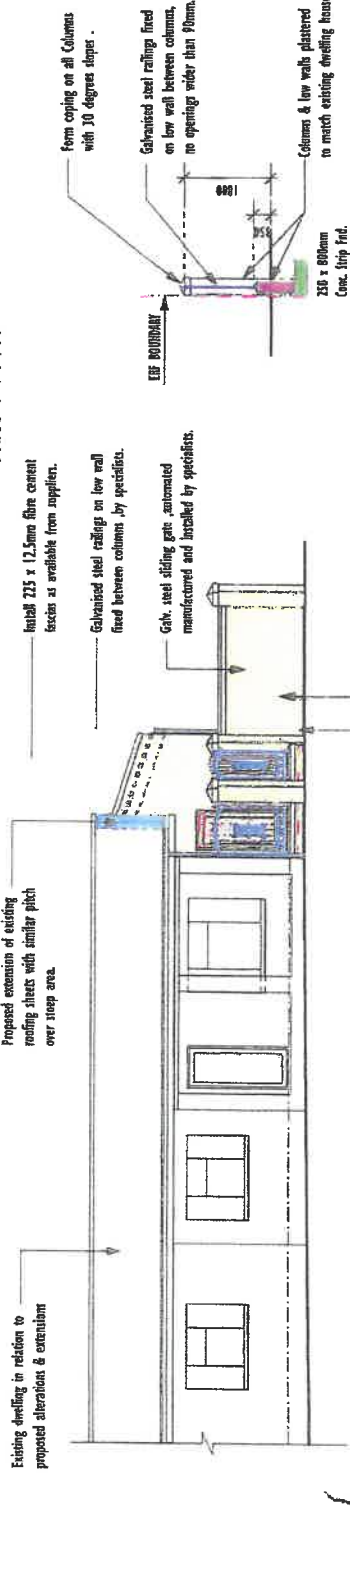 Existing dwelling in relation to
proposed alterations & extensions
Proposed extension of existing
roofing sheets with similar pitch
over stoep area.
Install 225 x 12.5mm fibre cement
fascias as available from suppliers.
Galvanised steel railings on low wall
fixed between columns ,by specialists.
Galv. steel sliding gate ,automated
manufactured and installed by specialists.
ERF BOUNDARY
Form coping on all Columns
with 10 degrees slopes .
Galvanised steel railings fixed
on low wall between columns,
no openings wider than 90mm.
1800
Columns & low walls plastered
to match existing dwelling hous
250 x 800mm
Conc. Strip Fnd.